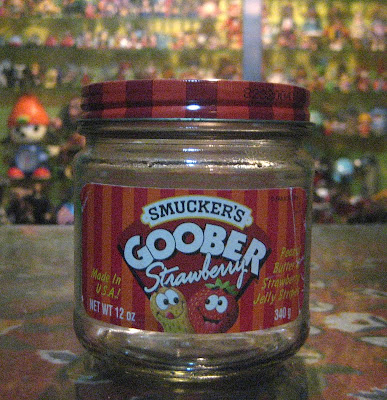 SMUCKER'S
GOOBER
Strawberry
Made In
U.S.A.!
Peanut
Butter &
Strawberry
Jelly Stripes
NET WT 12 oz
340 g